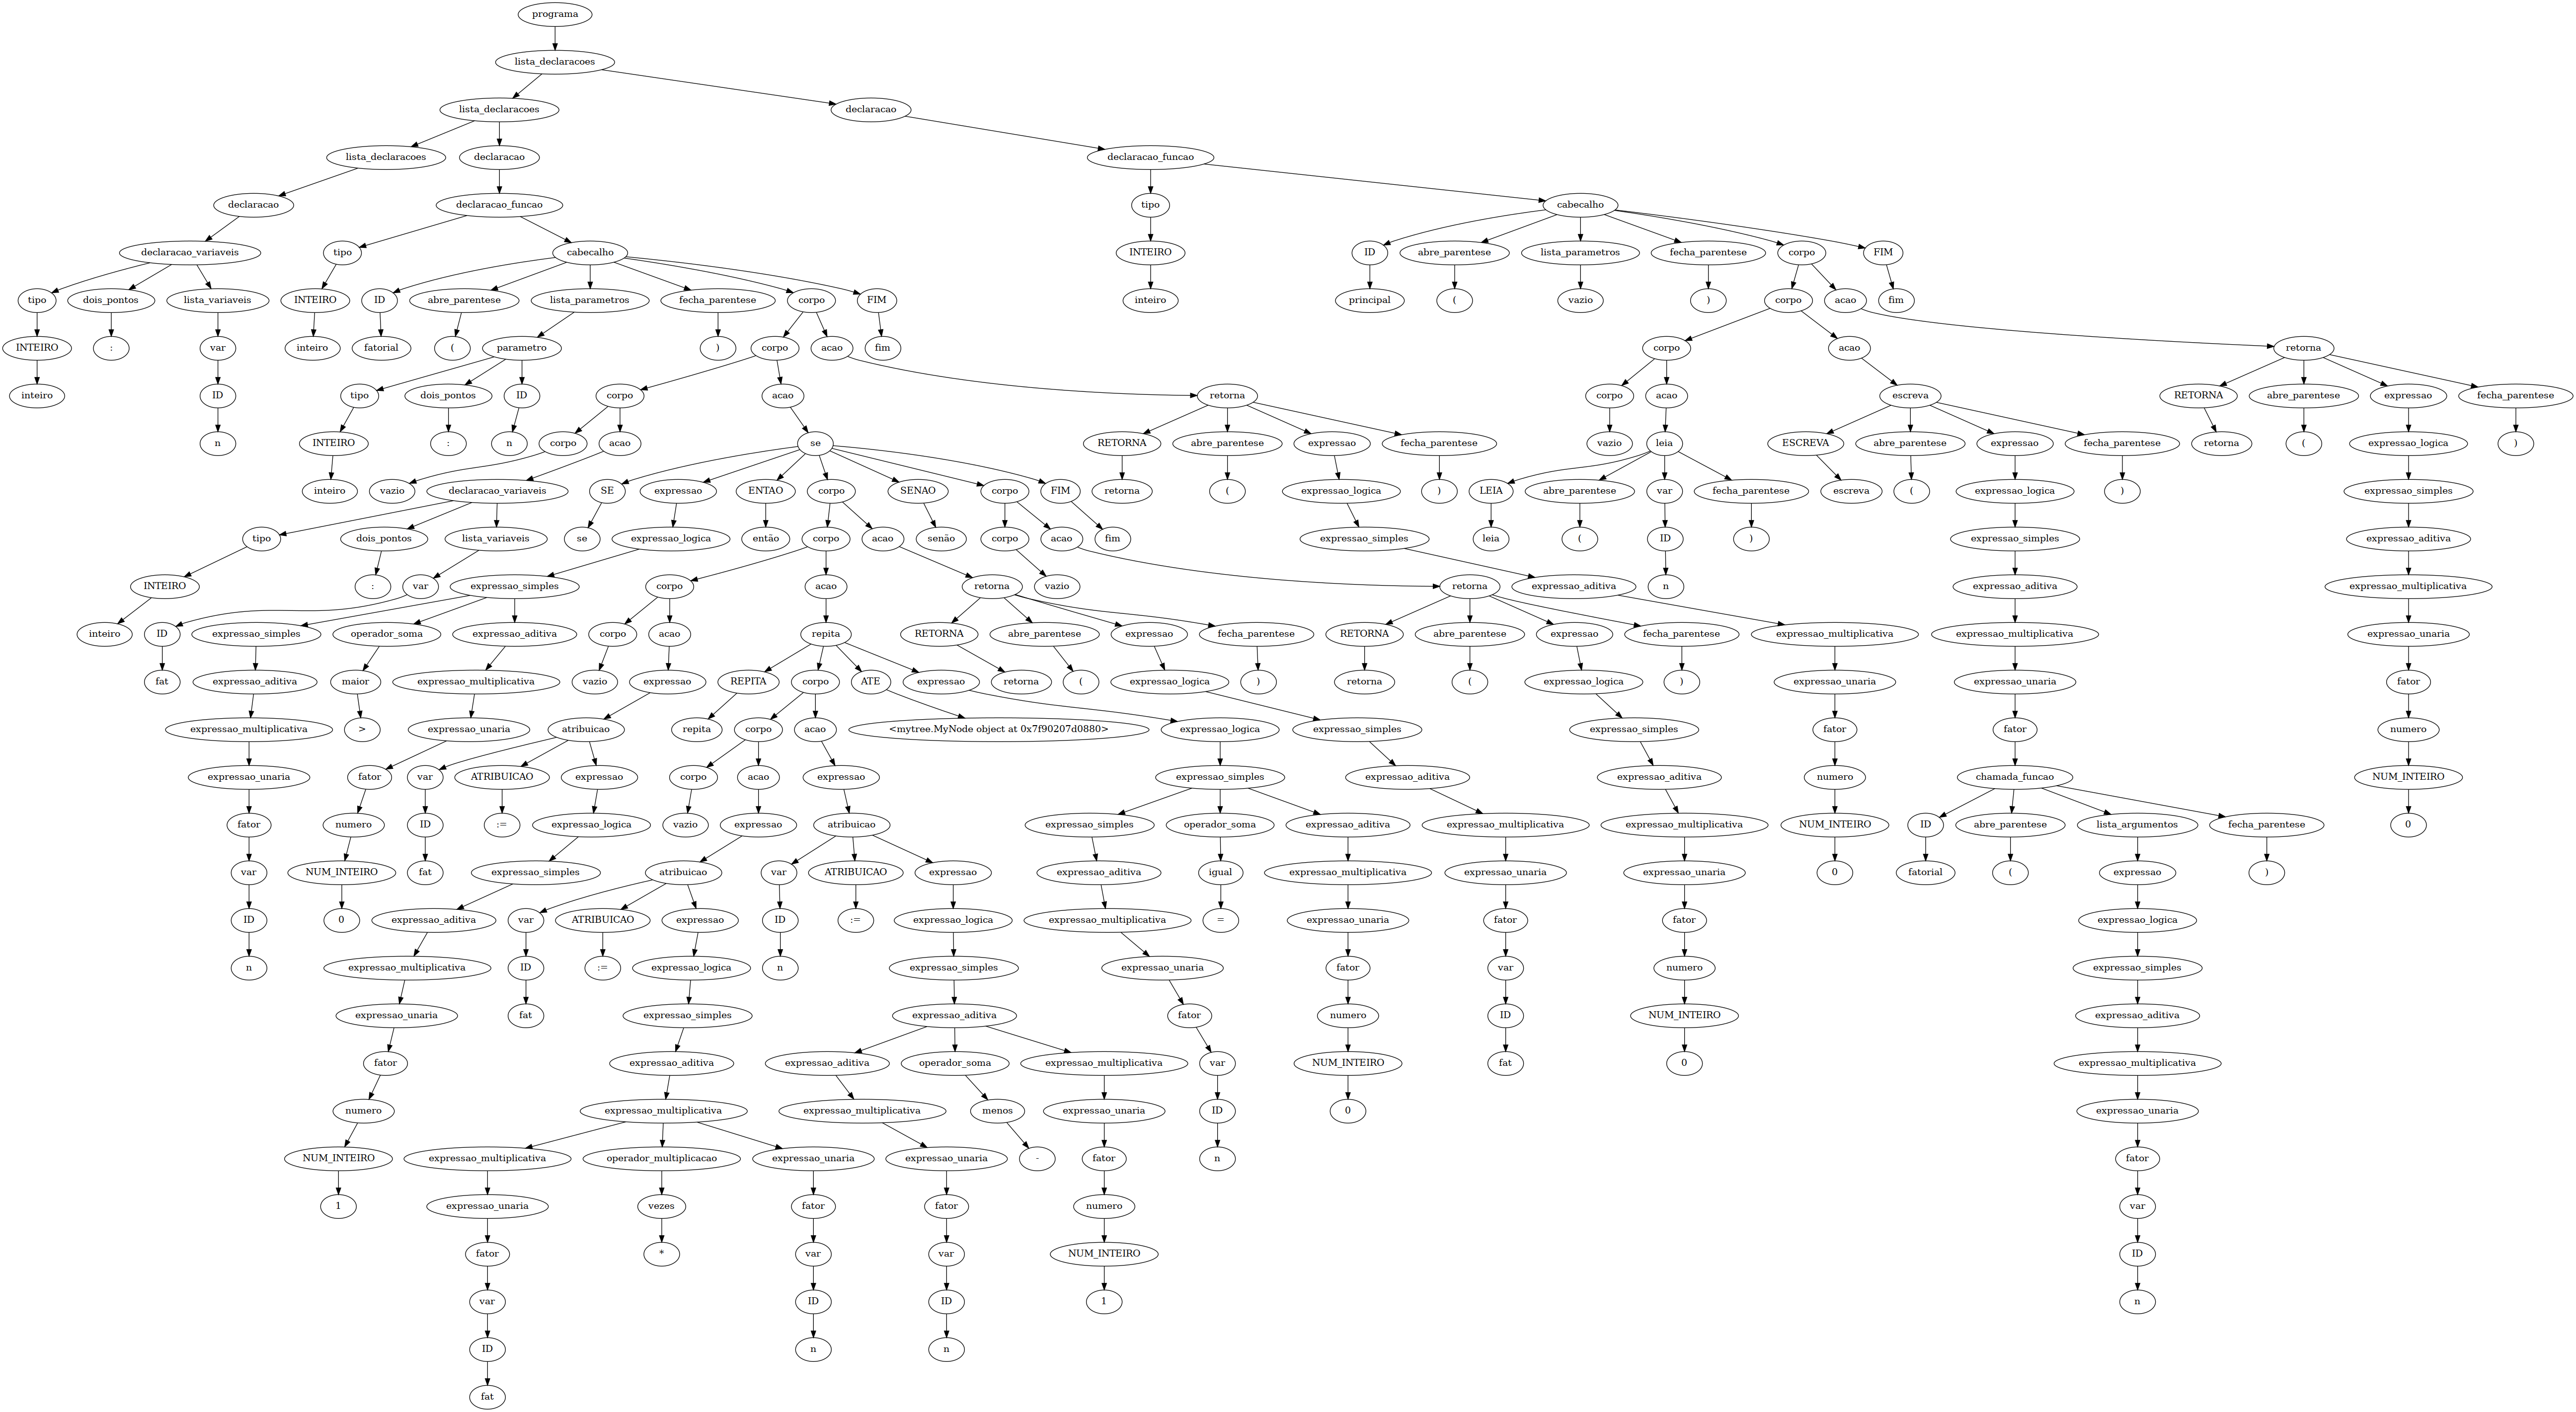 programa
lista_declaracoes
lista_declaracoes declaracao
lista_declaracoes declaracao declaracao_funcao
declaracao declaracao_funcao tipo cabecalho
declaracao_variaveis tipo cabecalho INTEIRO ID abre_parentese lista_parametros fecha_parentese corpo FIM
tipo dois_pontos lista_variaveis INTEIRO ID abre_parentese lista_parametros fecha_parentese corpo FIM inteiro principal ( vazio ) corpo acao fim
INTEIRO : var inteiro fatorial ( parametro ) corpo acao fim corpo acao retorna
inteiro ID tipo dois_pontos ID corpo acao retorna corpo acao escreva RETORNA abre_parentese expressao fecha_parentese
n INTEIRO : n corpo acao se RETORNA abre_parentese expressao fecha_parentese vazio leia ESCREVA abre_parentese expressao fecha_parentese retorna ( expressao_logica )
inteiro vazio declaracao_variaveis SE expressao ENTAO corpo SENAO corpo FIM retorna ( expressao_logica ) LEIA abre_parentese var fecha_parentese escreva ( expressao_logica ) expressao_simples
tipo dois_pontos lista_variaveis se expressao_logica então corpo acao senão corpo acao fim expressao_simples leia ( ID ) expressao_simples expressao_aditiva
INTEIRO : var expressao_simples corpo acao retorna vazio retorna expressao_aditiva n expressao_aditiva expressao_multiplicativa
inteiro ID expressao_simples operador_soma expressao_aditiva corpo acao repita RETORNA abre_parentese expressao fecha_parentese RETORNA abre_parentese expressao fecha_parentese expressao_multiplicativa expressao_multiplicativa expressao_unaria
fat expressao_aditiva maior expressao_multiplicativa vazio expressao REPITA corpo ATE expressao retorna ( expressao_logica ) retorna ( expressao_logica ) expressao_unaria expressao_unaria fator
expressao_multiplicativa > expressao_unaria atribuicao repita corpo acao <mytree.MyNode object at 0x7f90207d0880> expressao_logica expressao_simples expressao_simples fator fator numero
expressao_unaria fator var ATRIBUICAO expressao corpo acao expressao expressao_simples expressao_aditiva expressao_aditiva numero chamada_funcao NUM_INTEIRO
fator numero ID := expressao_logica vazio expressao atribuicao expressao_simples operador_soma expressao_aditiva expressao_multiplicativa expressao_multiplicativa NUM_INTEIRO ID abre_parentese lista_argumentos fecha_parentese 0
var NUM_INTEIRO fat expressao_simples atribuicao var ATRIBUICAO expressao expressao_aditiva igual expressao_multiplicativa expressao_unaria expressao_unaria 0 fatorial ( expressao )
ID 0 expressao_aditiva var ATRIBUICAO expressao ID := expressao_logica expressao_multiplicativa = expressao_unaria fator fator expressao_logica
n expressao_multiplicativa ID := expressao_logica n expressao_simples expressao_unaria fator var numero expressao_simples
expressao_unaria fat expressao_simples expressao_aditiva fator numero ID NUM_INTEIRO expressao_aditiva
fator expressao_aditiva expressao_aditiva operador_soma expressao_multiplicativa var NUM_INTEIRO fat 0 expressao_multiplicativa
numero expressao_multiplicativa expressao_multiplicativa menos expressao_unaria ID 0 expressao_unaria
NUM_INTEIRO expressao_multiplicativa operador_multiplicacao expressao_unaria expressao_unaria - fator n fator
1 expressao_unaria vezes fator fator numero var
fator * var var NUM_INTEIRO ID
var ID ID 1 n
ID n n
fat